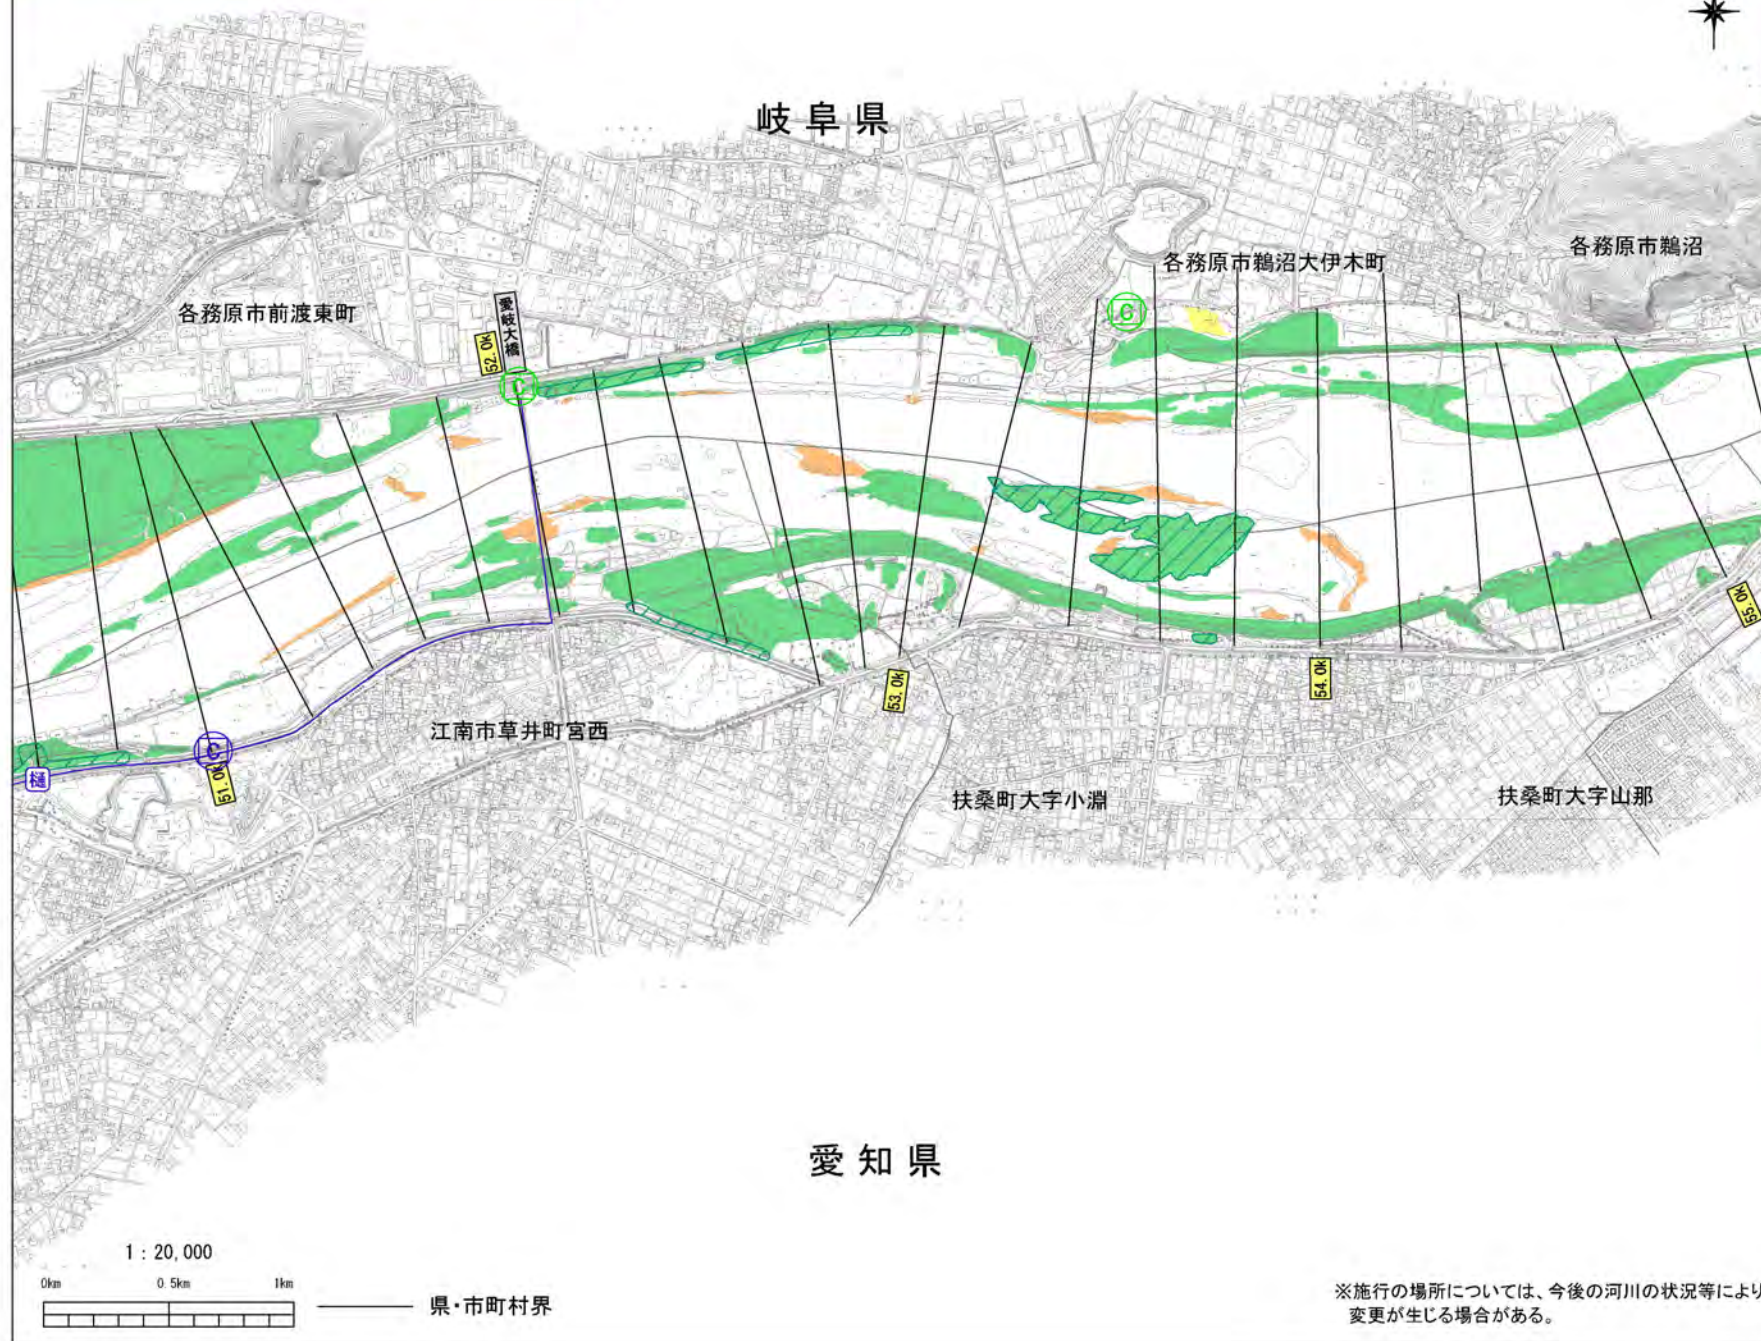 岐阜県
各務原市鵜沼
各務原市鵜沼大伊木町
各務原市前渡東町
愛岐大橋
52.0k
C
C
55.0k
54.0k
53.0k
江南市草井町宮西
C
樋
51.0k
扶桑町大字小淵
扶桑町大字山那
愛知県
1:20,000
0km 0.5km 1km
県・市町村界
※施行の場所については、今後の河川の状況等により
変更が生じる場合がある。